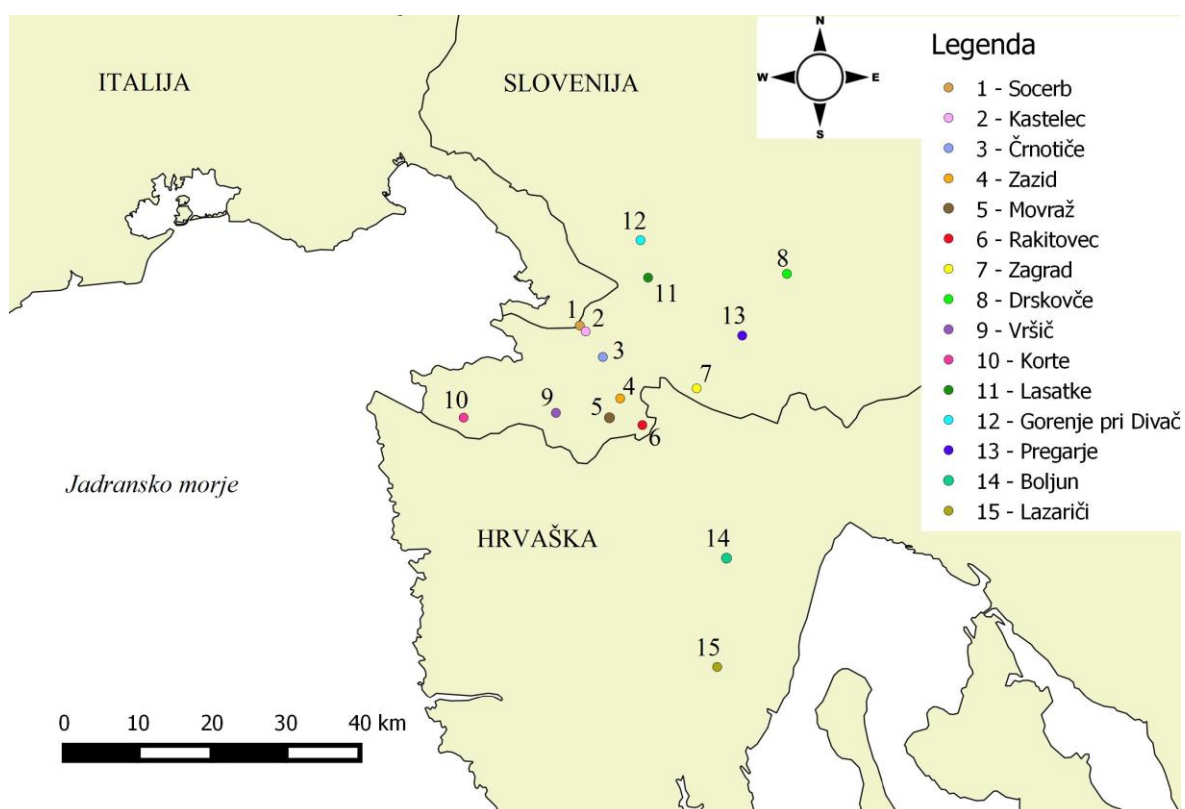 ITALIJA
SLOVENIJA
N
W
E
S
Legenda
1 - Socerb
2 - Kastelec
3 - Črnotiče
4 - Zazid
5 - Movraž
6 - Rakitovec
7 - Zagrad
8 - Drskovče
9 - Vršič
10 - Korte
11 - Lasatke
12 - Gorenje pri Divač
13 - Pregarje
14 - Boljun
15 - Lazariči
12
8
11
1
2
13
3
7
4
10
9
5
6
Jadransko morje
HRVAŠKA
14
15
0 10 20 30 40 km